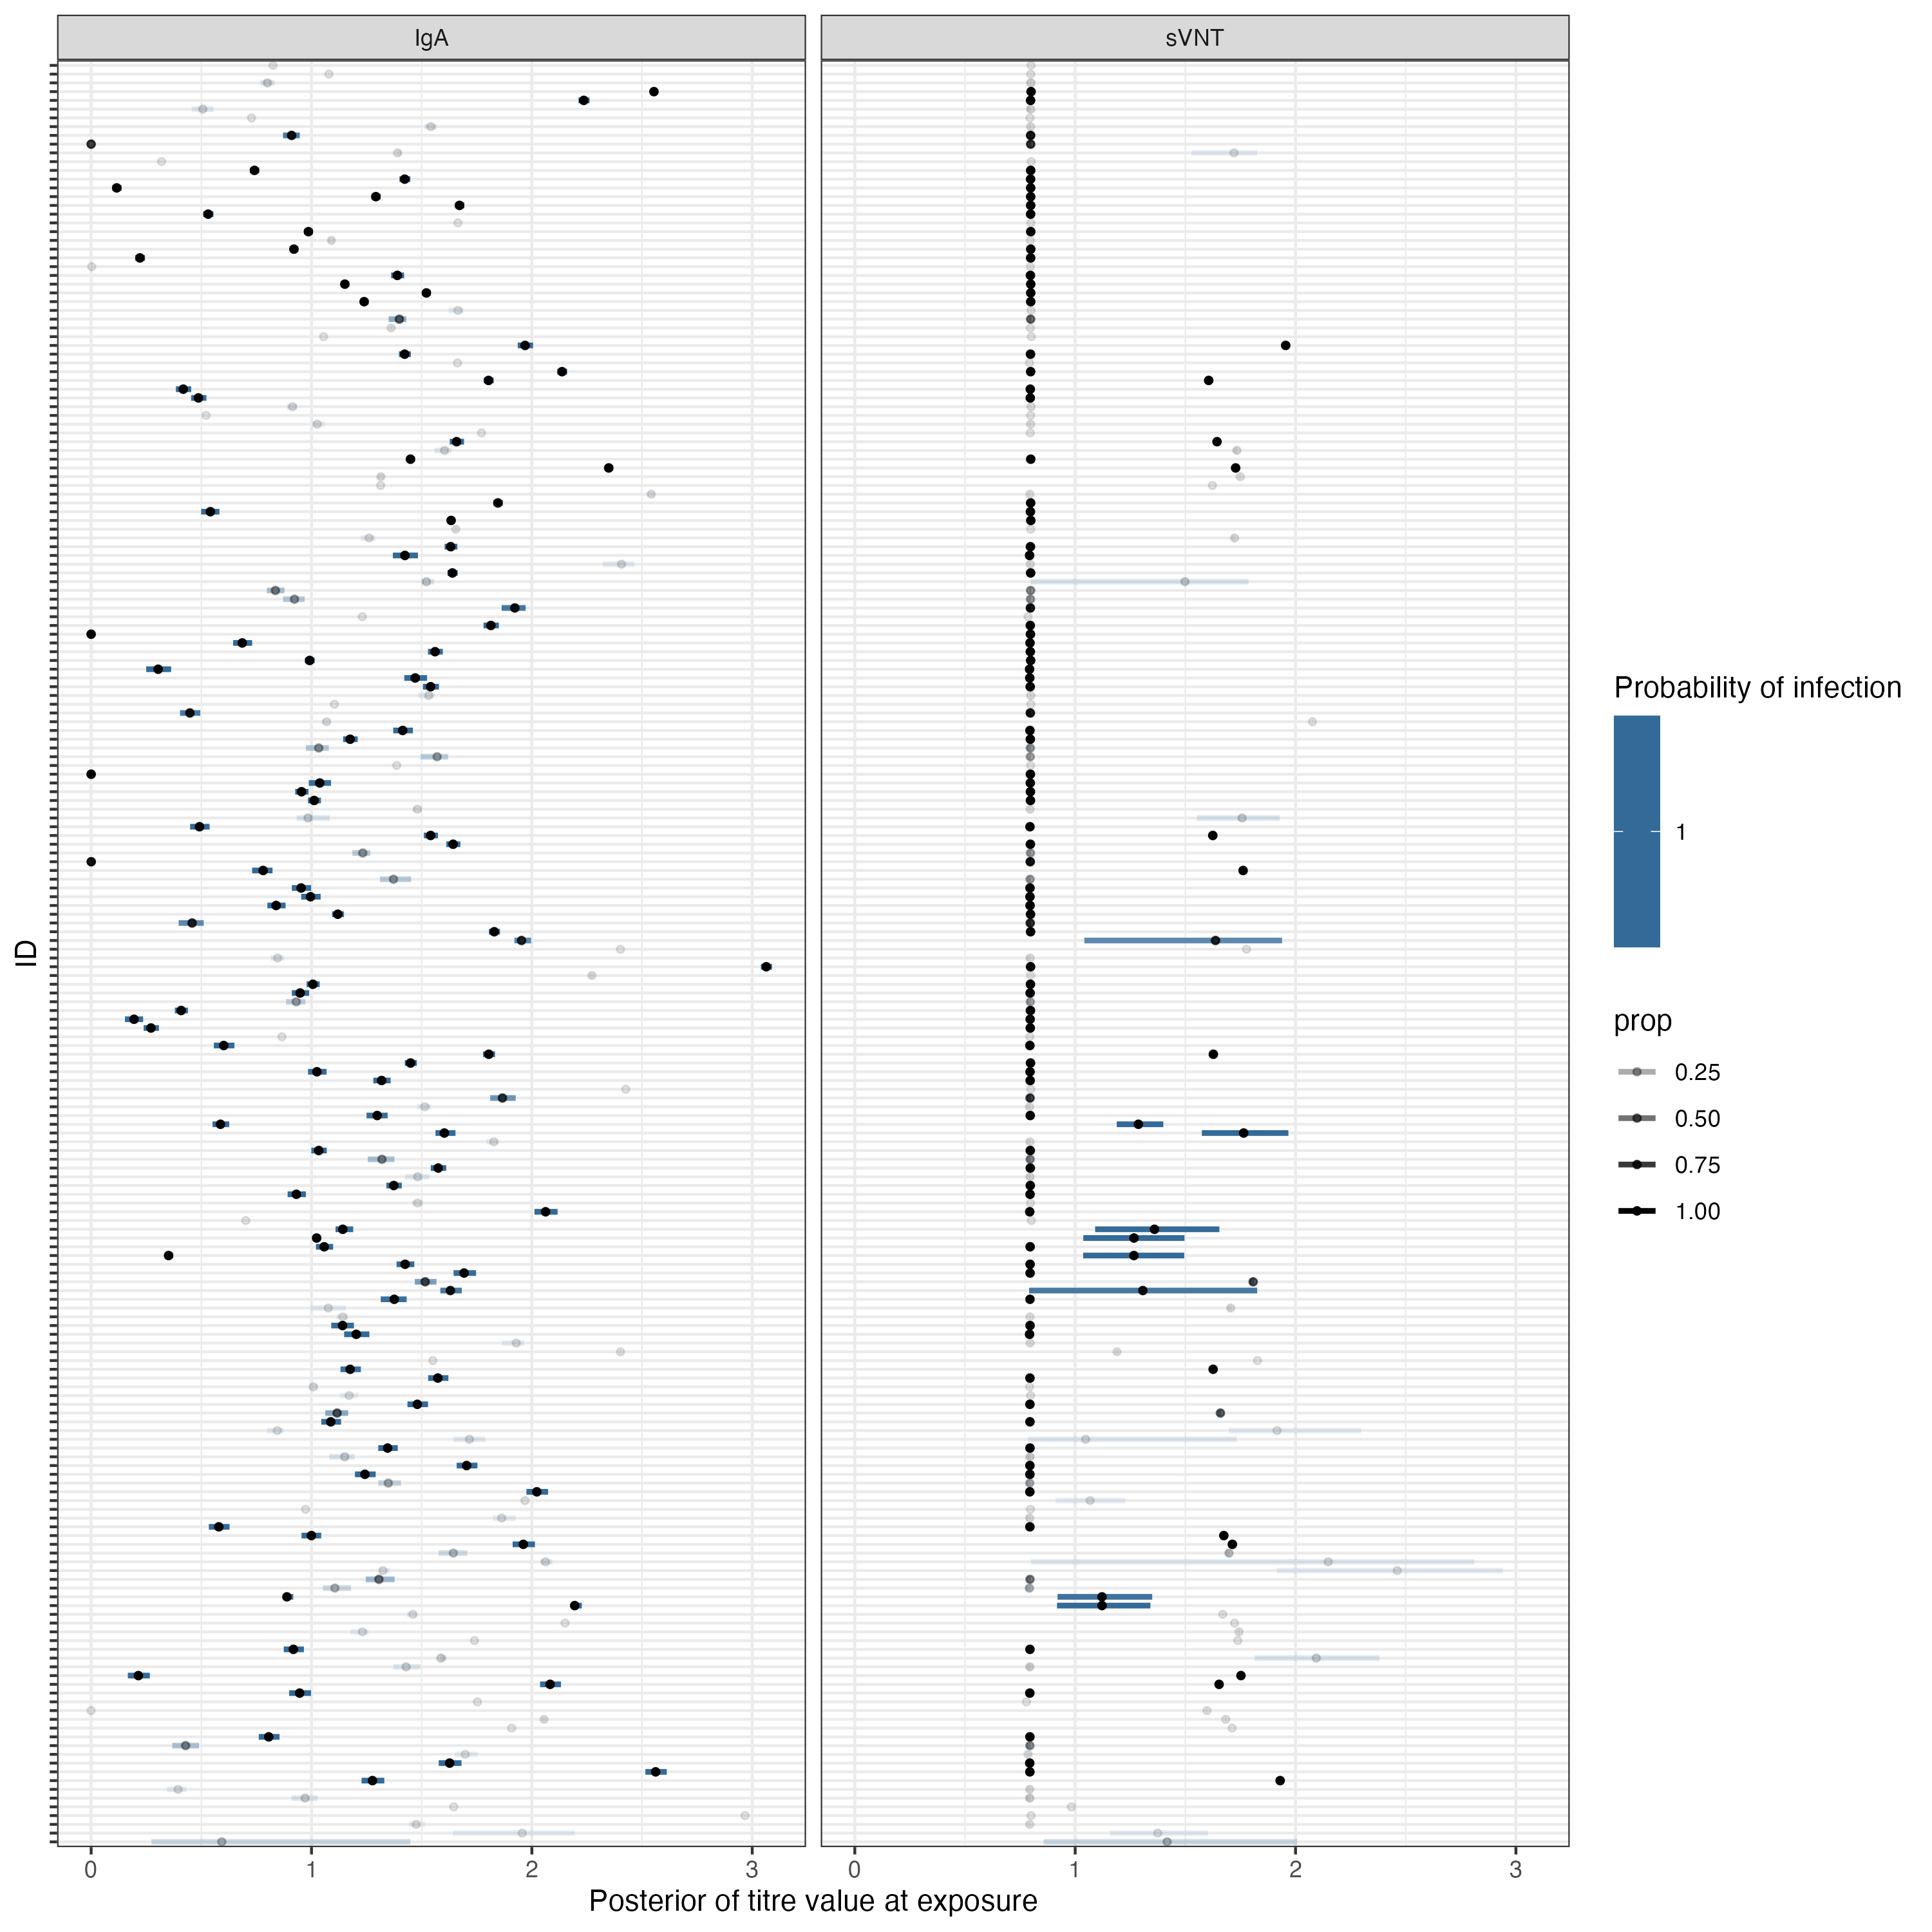 IgA
sVNT
ID
0
1
2
3
0
1
2
3
Posterior of titre value at exposure
Probability of infection
1
prop
0.25
0.50
0.75
1.00